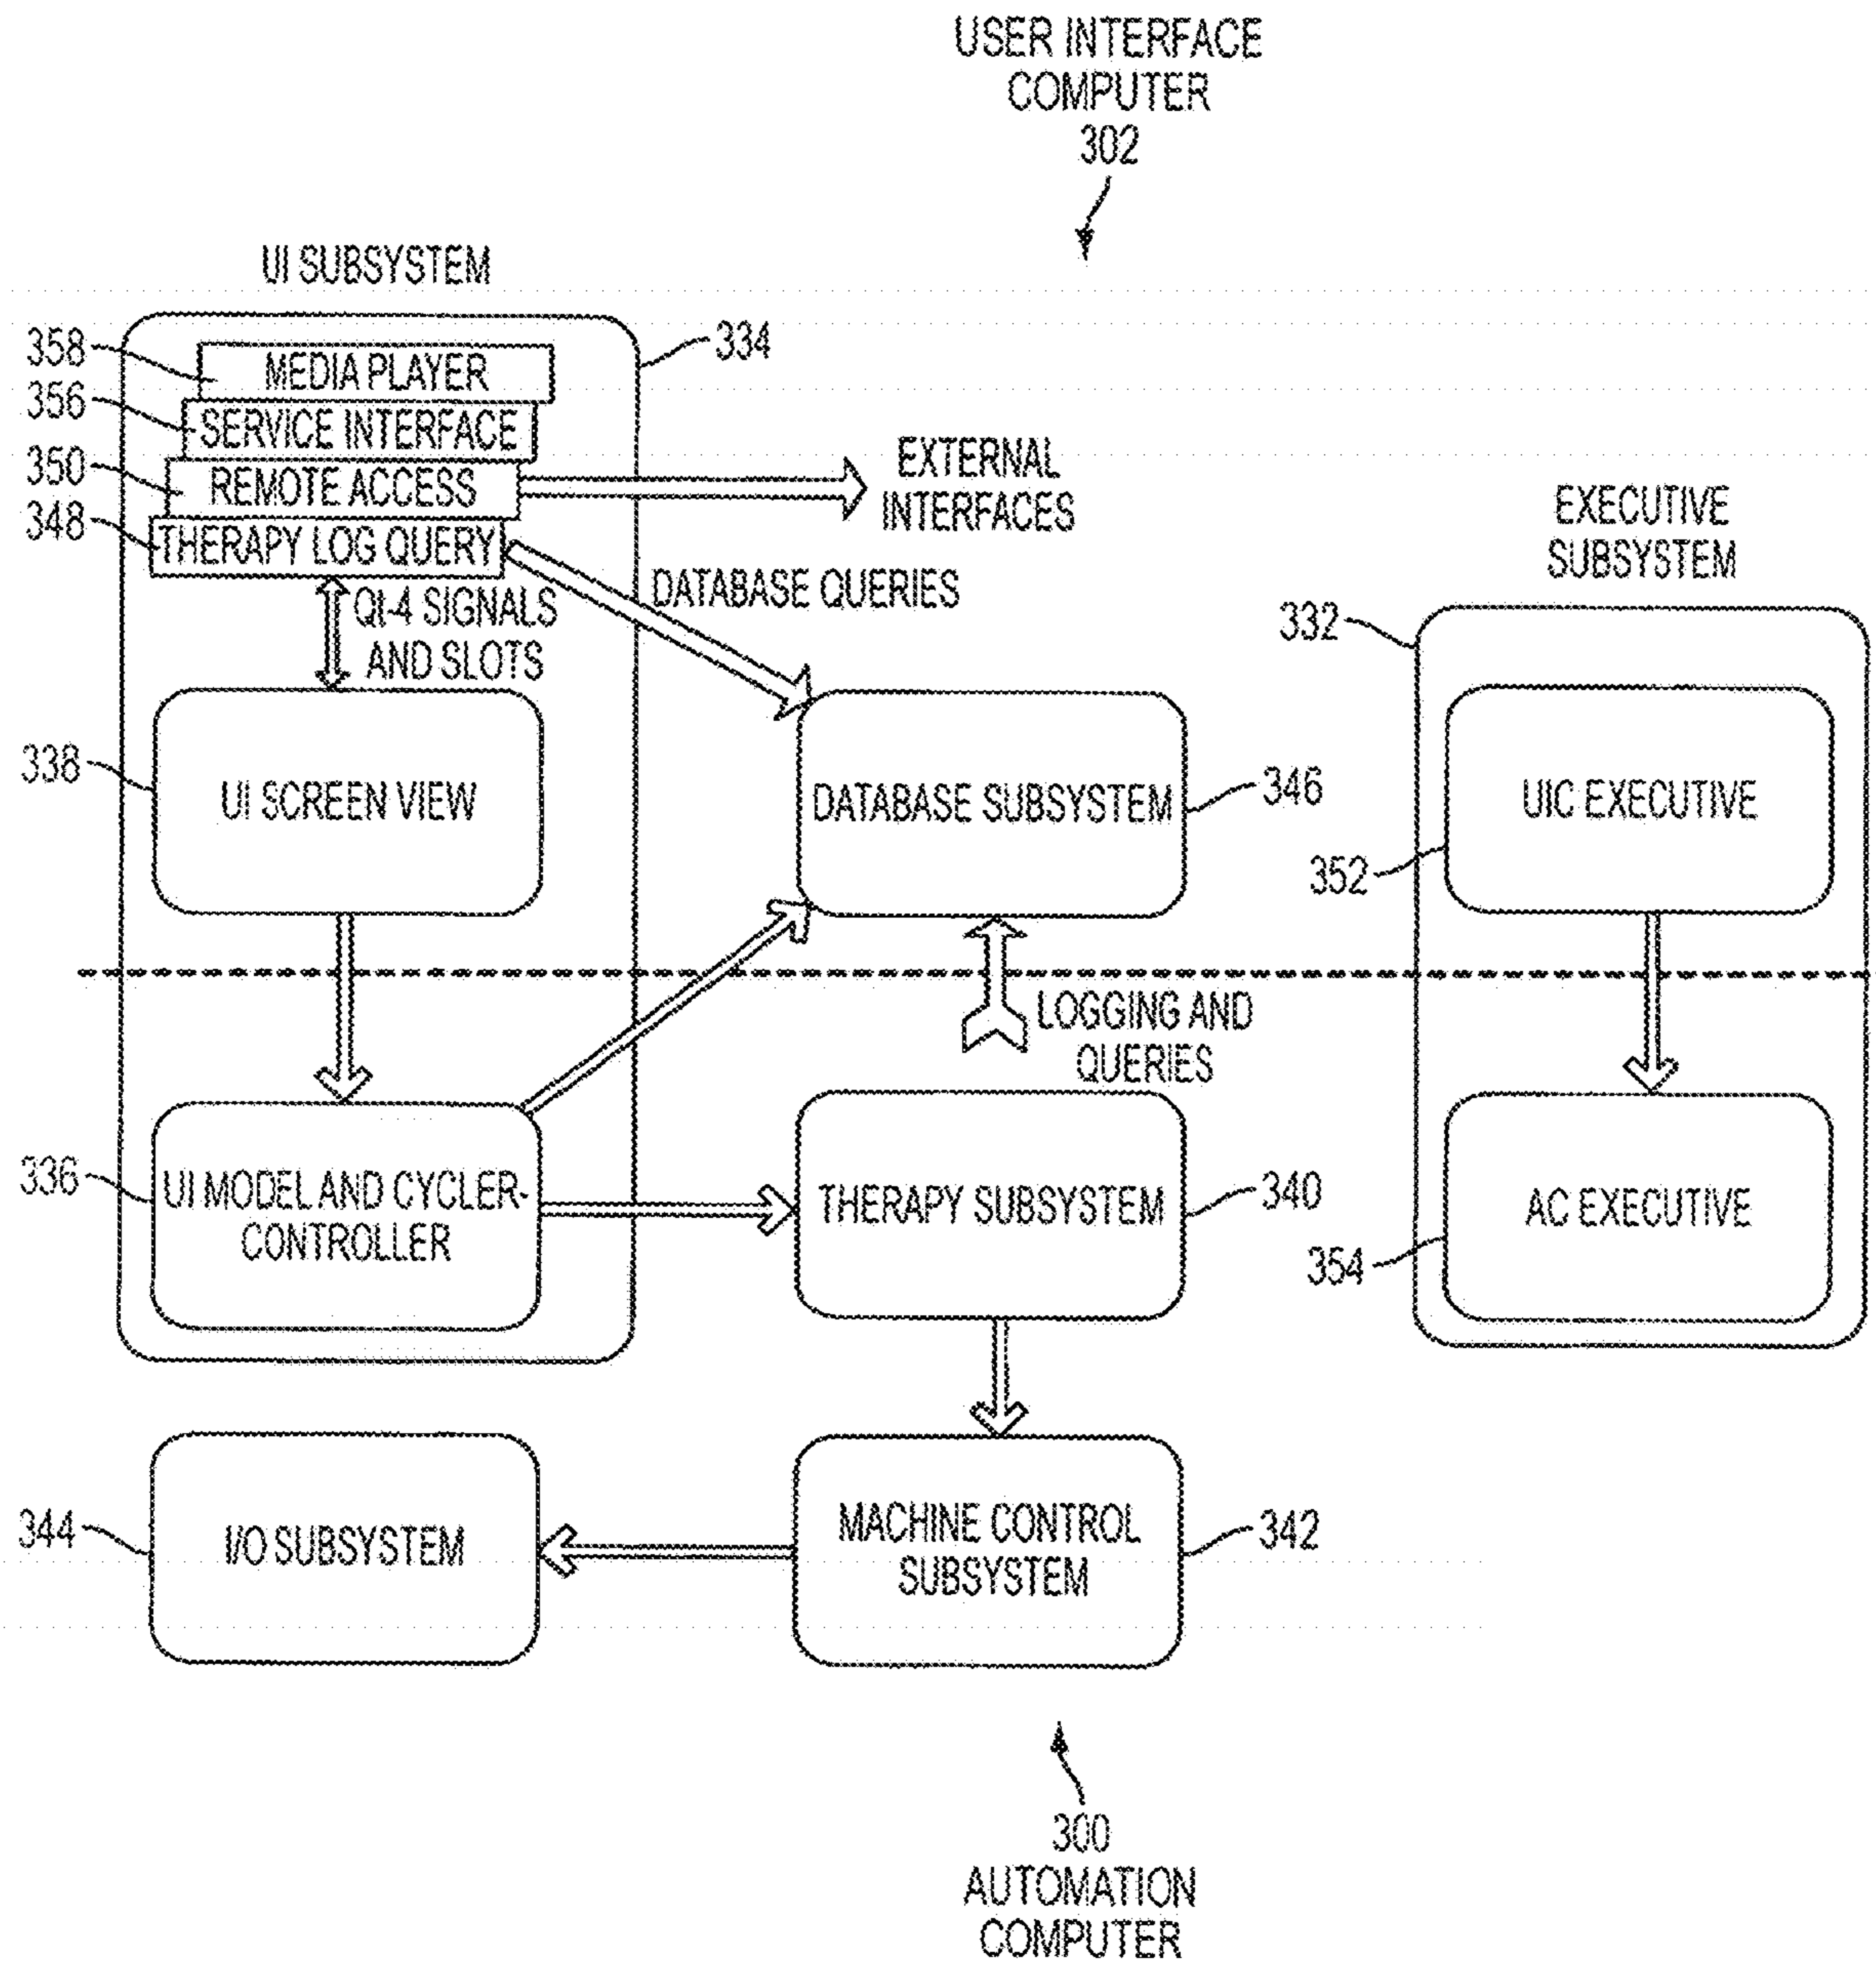 USER INTERFACE
COMPUTER
302
UI SUBSYSTEM
334
358
MEDIA PLAYER
356
SERVICE INTERFACE
350
REMOTE ACCESS
EXTERNAL
INTERFACES
348
THERAPY LOG QUERY
DATABASE QUERIES
QI-4 SIGNALS
AND SLOTS
EXECUTIVE
SUBSYSTEM
332
338
UI SCREEN VIEW
DATABASE SUBSYSTEM
346
UIC EXECUTIVE
352
LOGGING AND
QUERIES
336
UI MODEL AND CYCLER-
CONTROLLER
THERAPY SUBSYSTEM
340
AC EXECUTIVE
354
344
I/O SUBSYSTEM
MACHINE CONTROL
SUBSYSTEM
342
300
AUTOMATION
COMPUTER